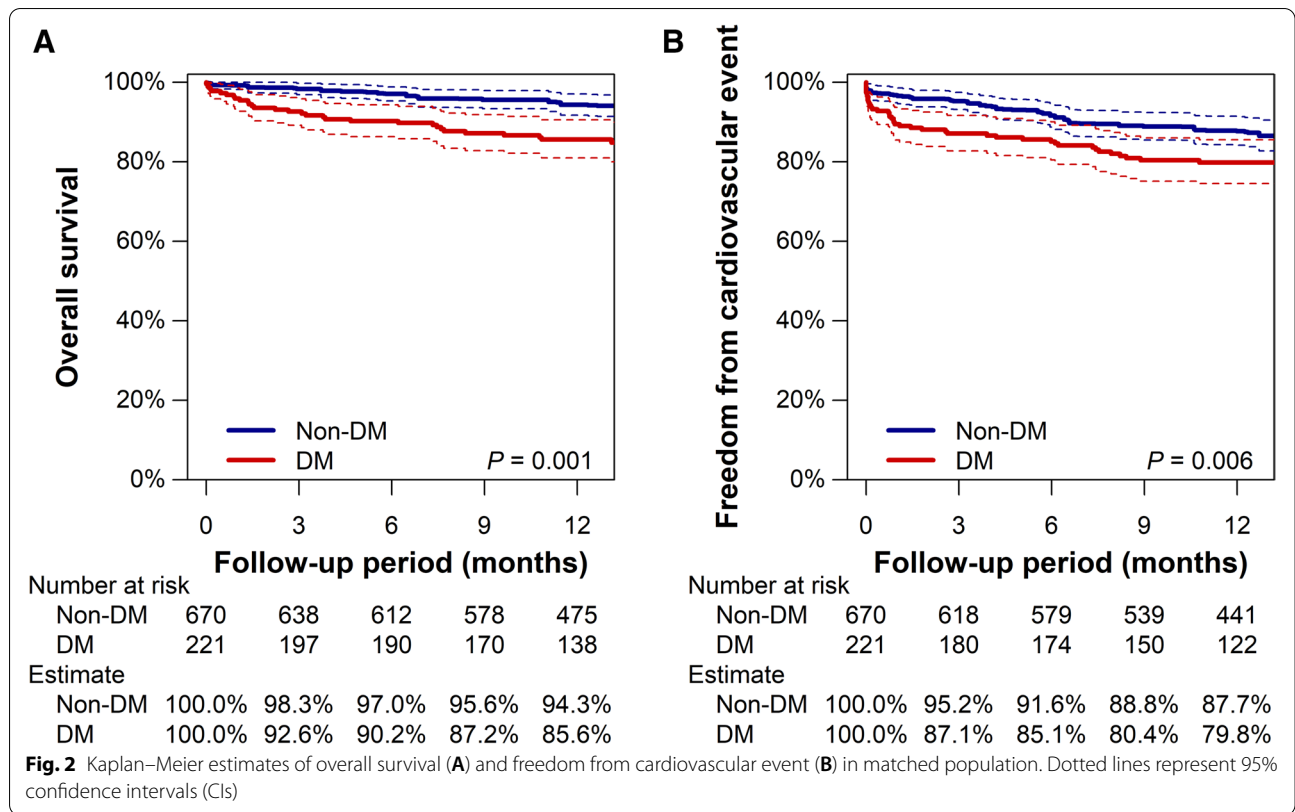 A
Overall survival
100%
80%
60%
40%
20%
0%
Non-DM
DM
P = 0.001
0 3 6 9 12
Follow-up period (months)
Number at risk
Non-DM 670 638 612 578 475
DM 221 197 190 170 138
Estimate
Non-DM 100.0% 98.3% 97.0% 95.6% 94.3%
DM 100.0% 92.6% 90.2% 87.2% 85.6%
B
Freedom from cardiovascular event
100%
80%
60%
40%
20%
0%
Non-DM
DM
P = 0.006
0 3 6 9 12
Follow-up period (months)
Number at risk
Non-DM 670 618 579 539 441
DM 221 180 174 150 122
Estimate
Non-DM 100.0% 95.2% 91.6% 88.8% 87.7%
DM 100.0% 87.1% 85.1% 80.4% 79.8%
Fig. 2 Kaplan–Meier estimates of overall survival (A) and freedom from cardiovascular event (B) in matched population. Dotted lines represent 95%
confidence intervals (CIs)